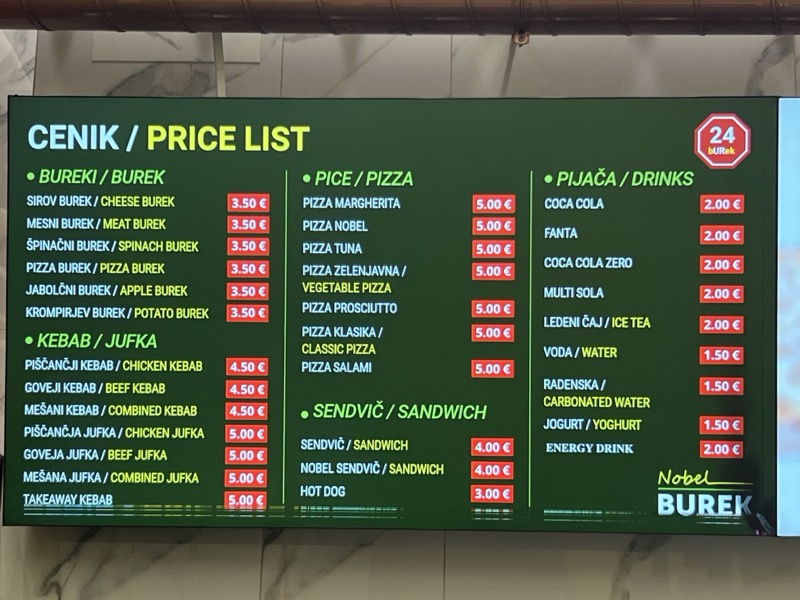 CENIK / PRICE LIST
24
bURek
• BUREKI / BUREK
SIROV BUREK / CHEESE BUREK 3.50 €
MESNI BUREK / MEAT BUREK 3.50 €
ŠPINAČNI BUREK / SPINACH BUREK 3.50 €
PIZZA BUREK / PIZZA BUREK 3.50 €
JABOLČNI BUREK / APPLE BUREK 3.50 €
KROMPIRJEV BUREK / POTATO BUREK 3.50 €
• KEBAB / JUFKA
PIŠČANČJI KEBAB / CHICKEN KEBAB 4.50 €
GOVEJI KEBAB / BEEF KEBAB 4.50 €
MEŠANI KEBAB / COMBINED KEBAB 4.50 €
PIŠČANČJA JUFKA / CHICKEN JUFKA 5.00 €
GOVEJA JUFKA / BEEF JUFKA 5.00 €
MEŠANA JUFKA / COMBINED JUFKA 5.00 €
TAKEAWAY KEBAB 5.00 €
• PICE / PIZZA
PIZZA MARGHERITA 5.00 €
PIZZA NOBEL 5.00 €
PIZZA TUNA 5.00 €
PIZZA ZELENJAVNA / 5.00 €
VEGETABLE PIZZA
PIZZA PROSCIUTTO 5.00 €
PIZZA KLASIKA / 5.00 €
CLASSIC PIZZA
PIZZA SALAMI 5.00 €
• SENDVIČ / SANDWICH
SENDVIČ / SANDWICH 4.00 €
NOBEL SENDVIČ / SANDWICH 4.00 €
HOT DOG 3.00 €
• PIJAČA / DRINKS
COCA COLA 2.00 €
FANTA 2.00 €
COCA COLA ZERO 2.00 €
MULTI SOLA 2.00 €
LEDENI ČAJ / ICE TEA 2.00 €
VODA / WATER 1.50 €
RADENSKA / 1.50 €
CARBONATED WATER
JOGURT / YOGHURT 1.50 €
ENERGY DRINK 2.00 €
Nobel
BUREK